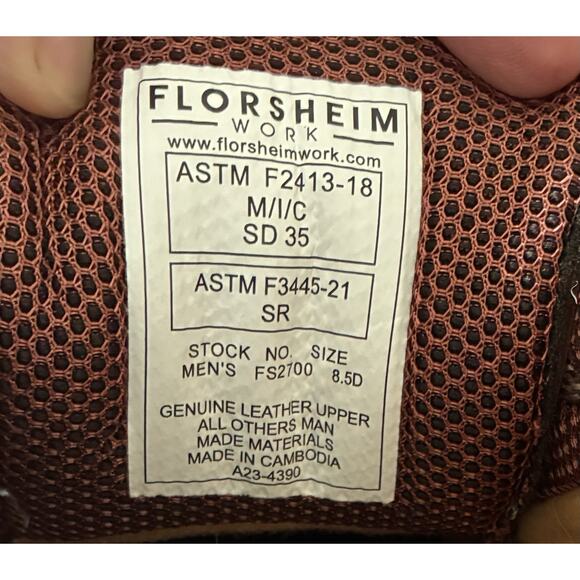 FLORSHEIM
WORK
www.florsheimwork.com
ASTM F2413-18
M/I/C
SD 35
ASTM F3445-21
SR
STOCK NO. SIZE
MEN'S FS2700 8.5D
GENUINE LEATHER UPPER
ALL OTHERS MAN
MADE MATERIALS
MADE IN CAMBODIA
A23-4390